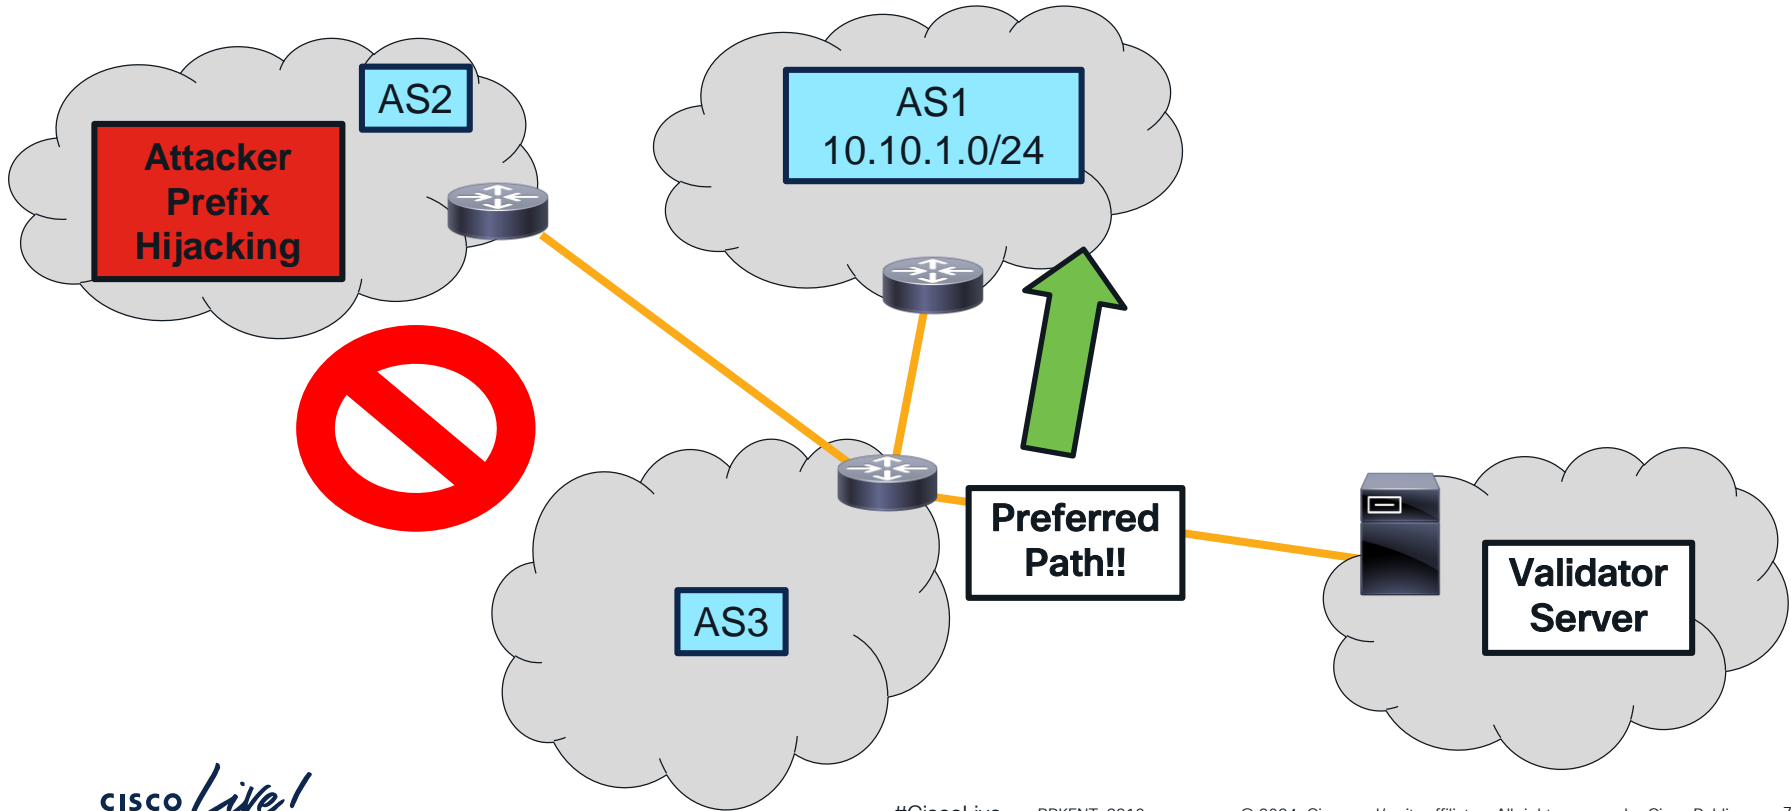 AS2
Attacker
Prefix
Hijacking
AS1
10.10.1.0/24
Preferred
Path!!
AS3
Validator
Server
CISCO Live!